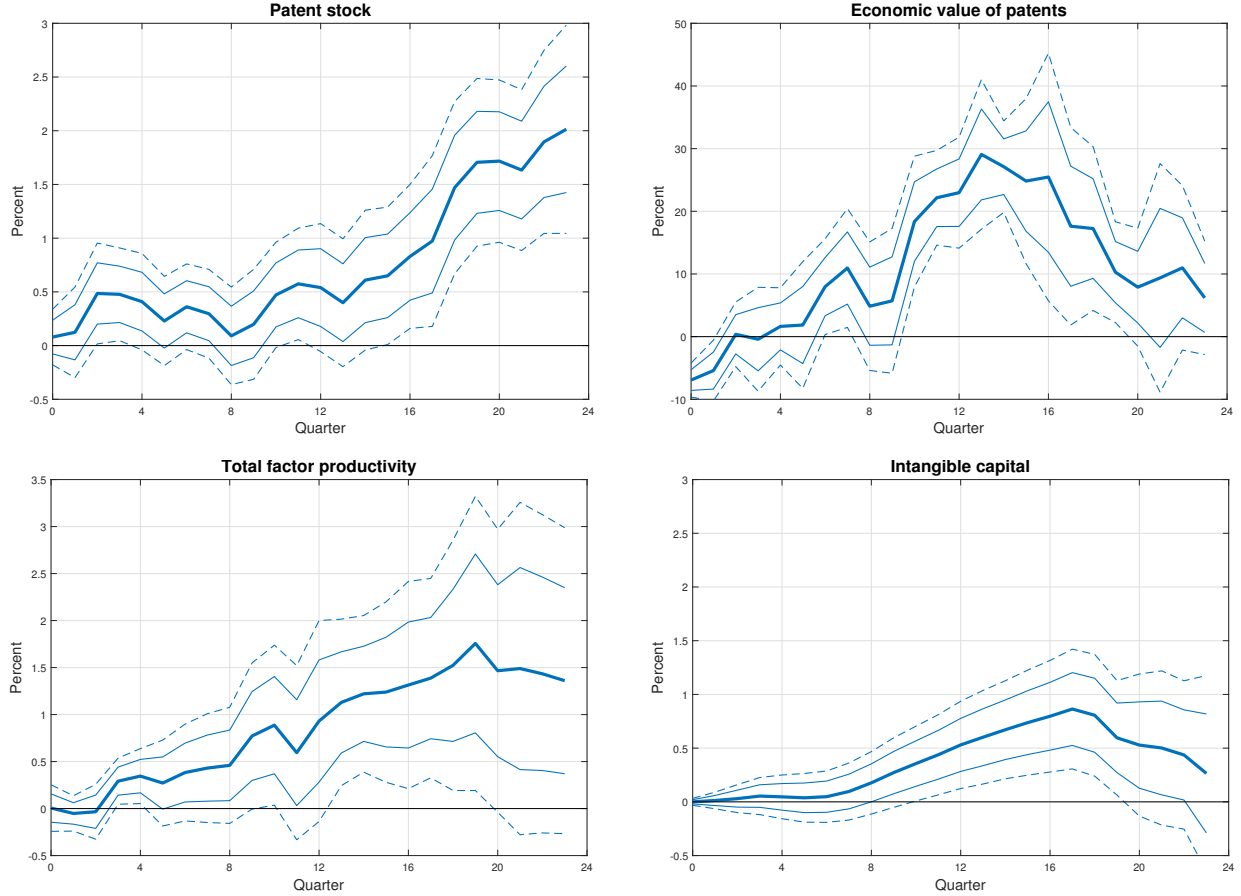 Patent stock
3
2.5
2
1.5
1
0.5
0
-0.5
Percent
0 4 8 12 16 20 24
Quarter
Economic value of patents
50
40
30
20
10
0
-10
Percent
0 4 8 12 16 20 24
Quarter
Total factor productivity
3.5
3
2.5
2
1.5
1
0.5
0
-0.5
Percent
0 4 8 12 16 20 24
Quarter
Intangible capital
3
2.5
2
1.5
1
0.5
0
-0.5
Percent
0 4 8 12 16 20 24
Quarter